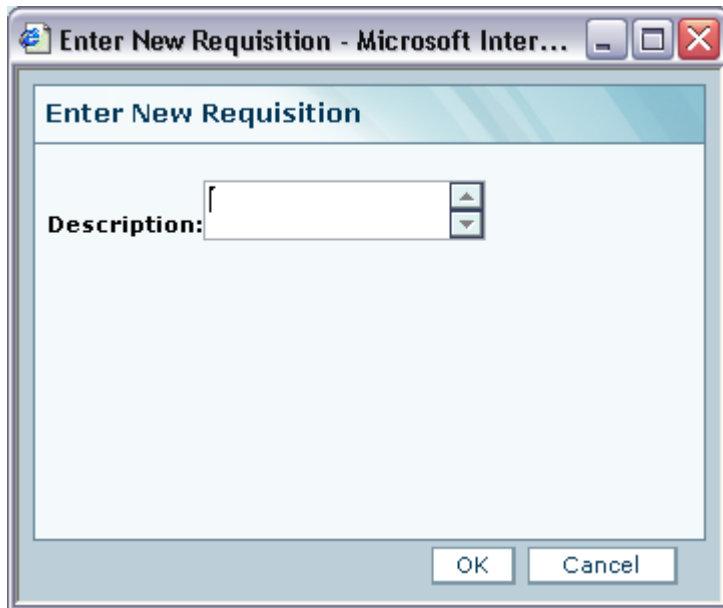 Enter New Requisition - Microsoft Inter...
Enter New Requisition
Description:
OK Cancel